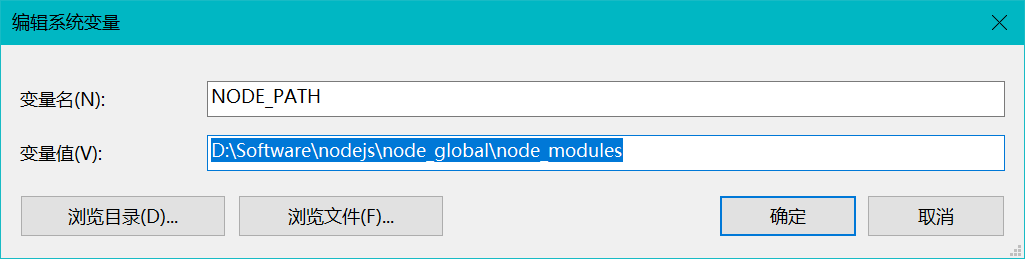 编辑系统变量
变量名(N):
NODE_PATH
变量值(V):
D:\Software\nodejs\node_global\node_modules
浏览目录(D)...
浏览文件(F)...
确定
取消